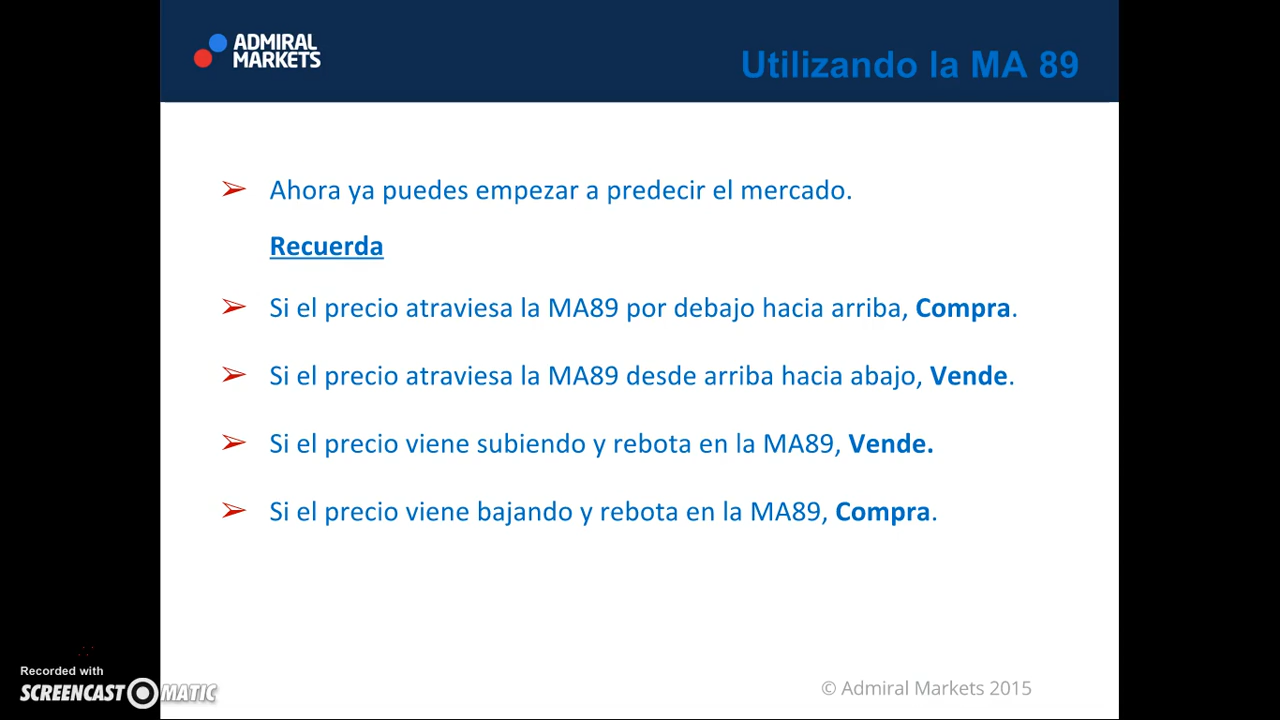 ADMIRAL
MARKETS
Utilizando la MA 89
➢ Ahora ya puedes empezar a predecir el mercado.
Recuerda
➢ Si el precio atraviesa la MA89 por debajo hacia arriba, Compra.
➢ Si el precio atraviesa la MA89 desde arriba hacia abajo, Vende.
➢ Si el precio viene subiendo y rebota en la MA89, Vende.
➢ Si el precio viene bajando y rebota en la MA89, Compra.
Recorded with
SCREENCAST MATIC
© Admiral Markets 2015